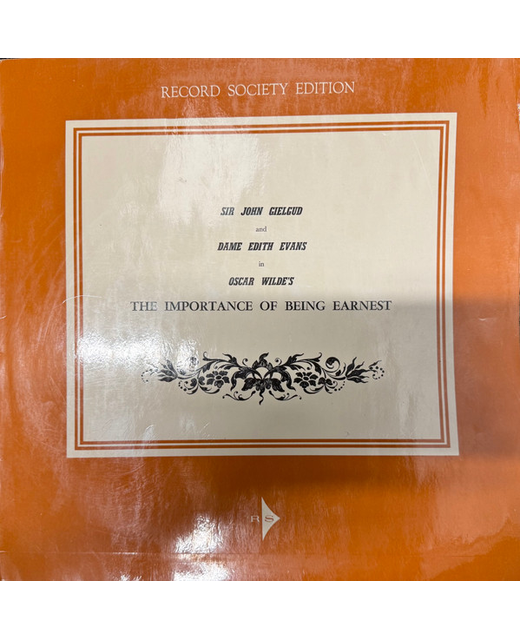 RECORD SOCIETY EDITION
SIR JOHN GIELGUD
and
DAME EDITH EVANS
in
OSCAR WILDE'S
THE IMPORTANCE OF BEING EARNEST
R S